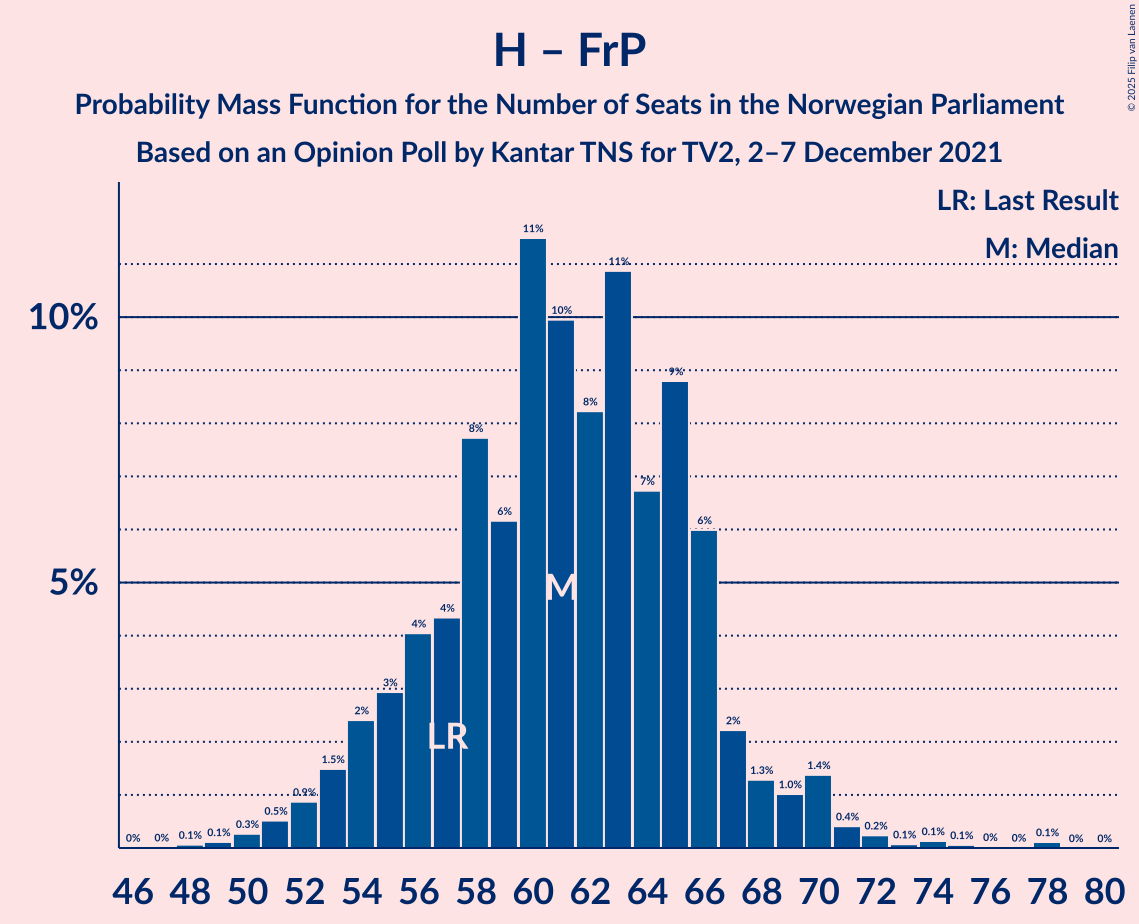 H – FrP
Probability Mass Function for the Number of Seats in the Norwegian Parliament
Based on an Opinion Poll by Kantar TNS for TV2, 2–7 December 2021
© 2025 Filip van Laenen
LR: Last Result
M: Median
10%
5%
0% 0% 0.1% 0.1% 0.3% 0.5% 0.9% 1.5% 2% 3% 4% 4% 8% 6% 11% 10% 8% 11% 7% 9% 6% 2% 1.3% 1.0% 1.4% 0.4% 0.2% 0.1% 0.1% 0.1% 0% 0% 0.1% 0% 0%
M
LR
46 48 50 52 54 56 58 60 62 64 66 68 70 72 74 76 78 80